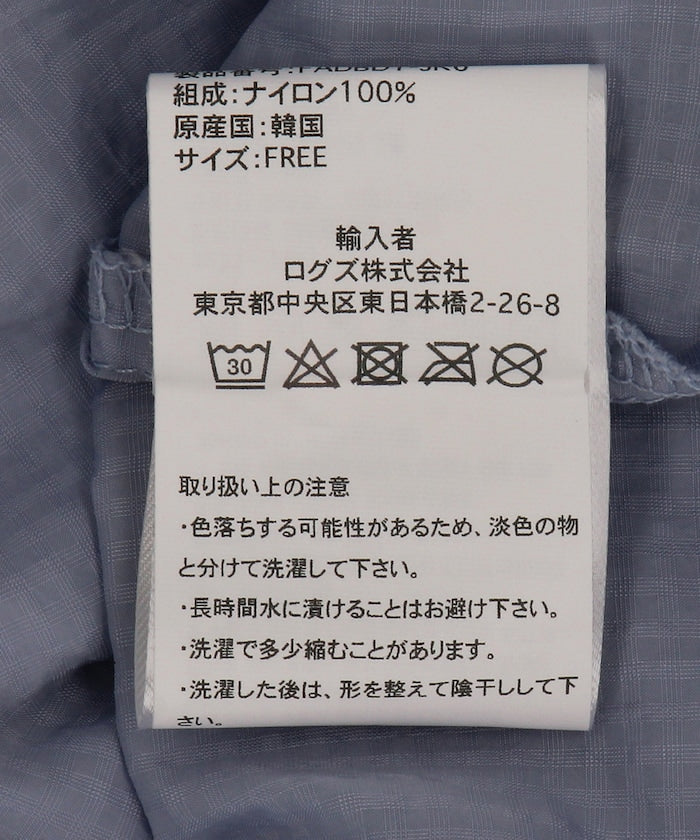 組成:ナイロン100%
原産国:韓国
サイズ:FREE
輸入者
ログズ株式会社
東京都中央区東日本橋2-26-8
30
取り扱い上の注意
・色落ちする可能性があるため、淡色の物
と分けて洗濯して下さい。
・長時間水に漬けることはお避け下さい。
・洗濯で多少縮むことがあります。
・洗濯した後は、形を整えて陰干しして下
さい。